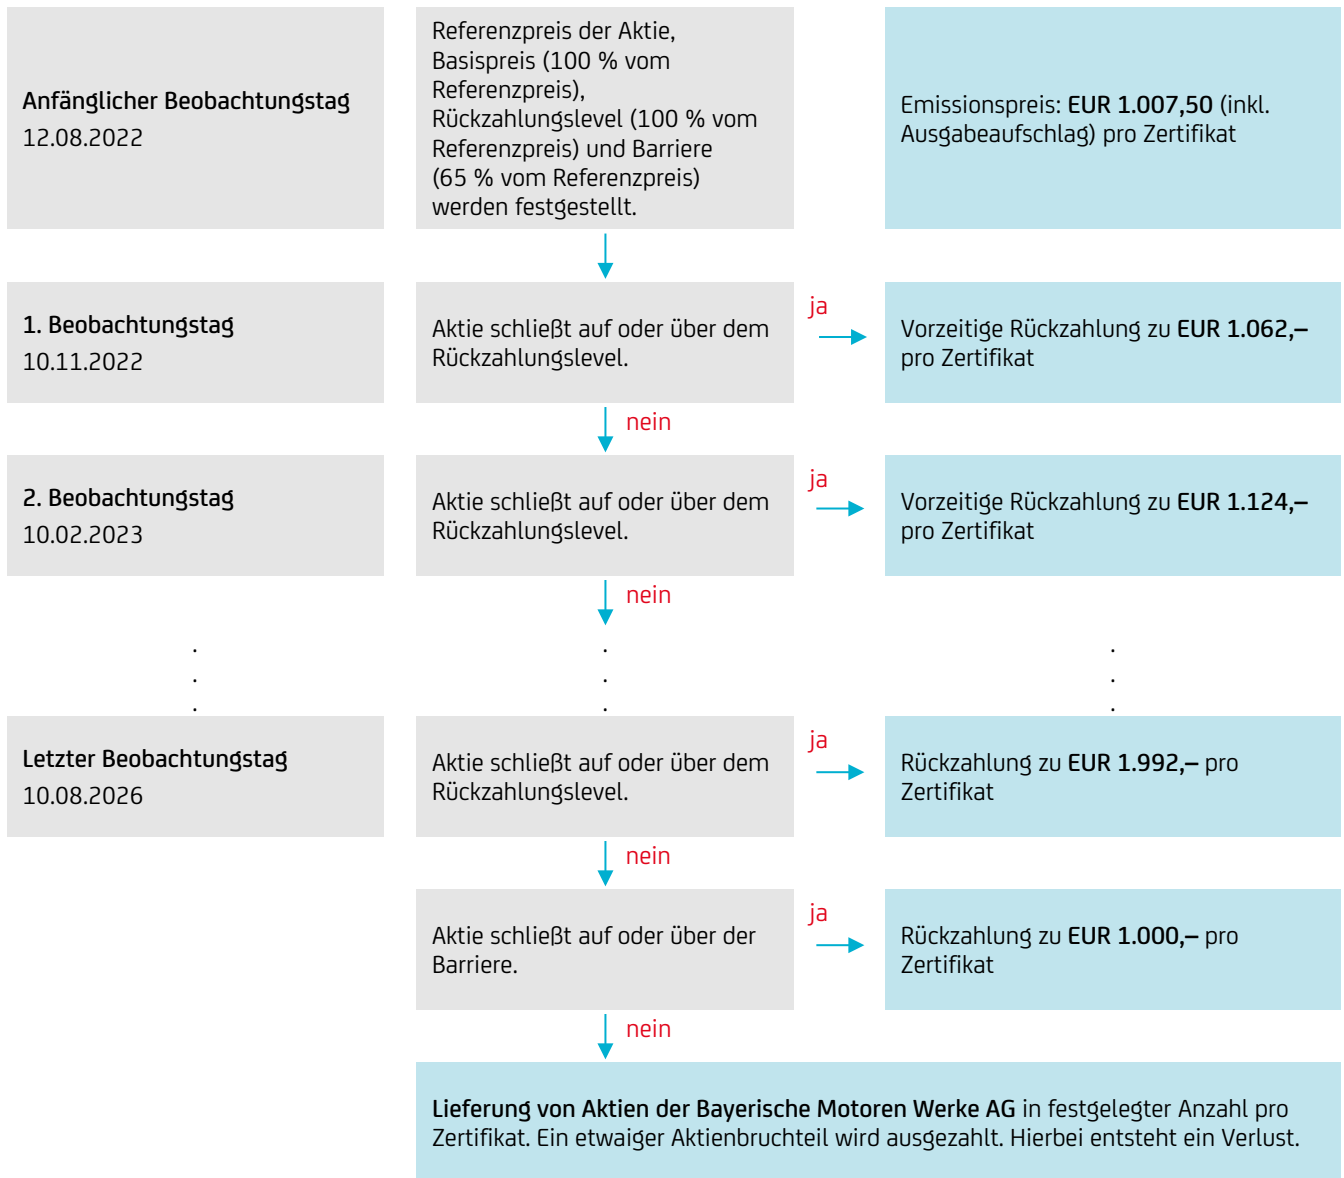 Anfänglicher Beobachtungstag
12.08.2022
Referenzpreis der Aktie,
Basispreis (100 % vom
Referenzpreis),
Rückzahlungslevel (100 % vom
Referenzpreis) und Barriere
(65 % vom Referenzpreis)
werden festgestellt.
Emissionspreis: EUR 1.007,50 (inkl.
Ausgabeaufschlag) pro Zertifikat
1. Beobachtungstag
10.11.2022
Aktie schließt auf oder über dem
Rückzahlungslevel.
ja
Vorzeitige Rückzahlung zu EUR 1.062,–
pro Zertifikat
nein
2. Beobachtungstag
10.02.2023
Aktie schließt auf oder über dem
Rückzahlungslevel.
ja
Vorzeitige Rückzahlung zu EUR 1.124,–
pro Zertifikat
nein
. . .
. . .
. . .
Letzter Beobachtungstag
10.08.2026
Aktie schließt auf oder über dem
Rückzahlungslevel.
ja
Rückzahlung zu EUR 1.992,– pro
Zertifikat
nein
Aktie schließt auf oder über der
Barriere.
ja
Rückzahlung zu EUR 1.000,– pro
Zertifikat
nein
Lieferung von Aktien der Bayerische Motoren Werke AG in festgelegter Anzahl pro
Zertifikat. Ein etwaiger Aktienbruchteil wird ausgezahlt. Hierbei entsteht ein Verlust.